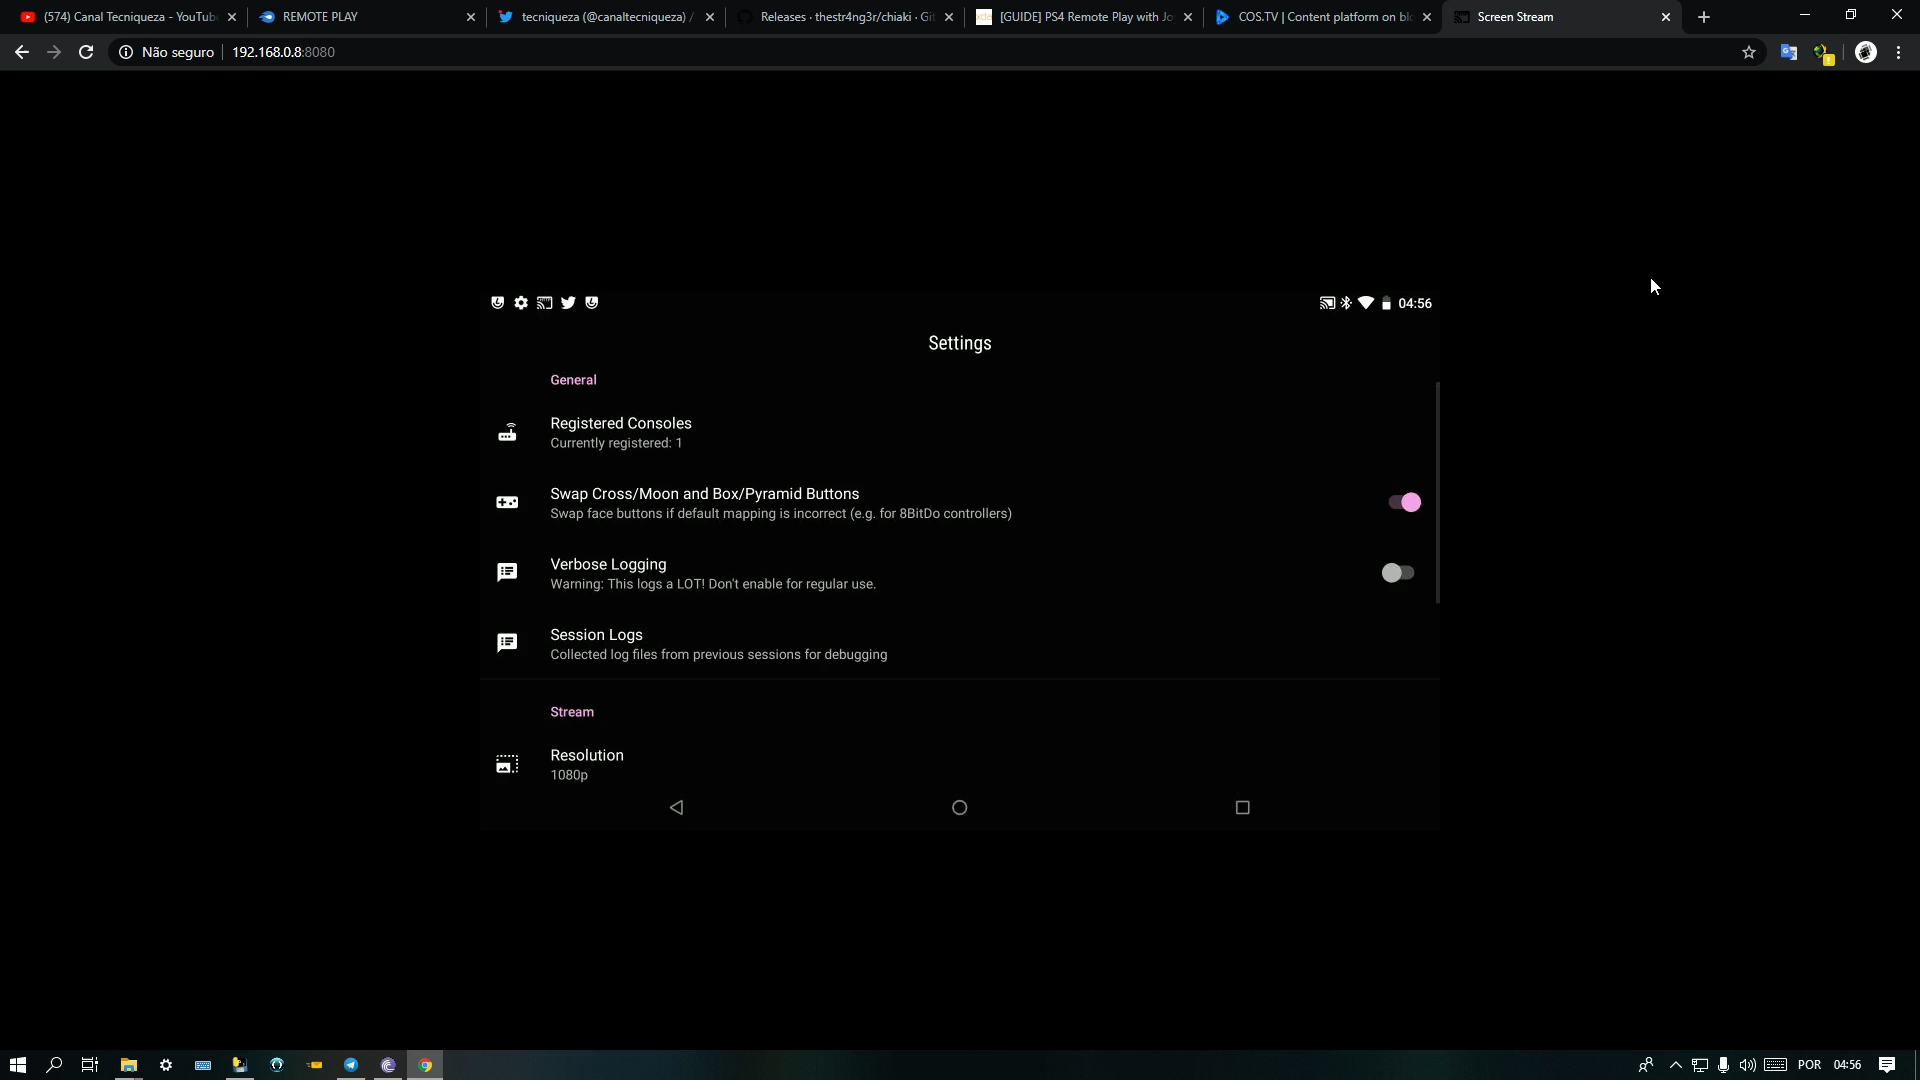 (574) Canal Tecniqueza - YouTub
REMOTE PLAY
tecniqueza (@canaltecniqueza) /
Releases · thestr4ng3r/chiaki · Git
[GUIDE] PS4 Remote Play with Jo
COS.TV | Content platform on blo
Screen Stream
Não seguro
192.168.0.8:8080
04:56
Settings
General
Registered Consoles
Currently registered: 1
Swap Cross/Moon and Box/Pyramid Buttons
Swap face buttons if default mapping is incorrect (e.g. for 8BitDo controllers)
Verbose Logging
Warning: This logs a LOT! Don't enable for regular use.
Session Logs
Collected log files from previous sessions for debugging
Stream
Resolution
1080p
POR
04:56